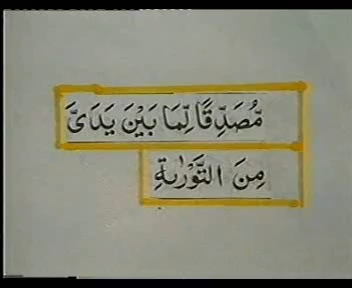 مُّصَدِّقًا لِّمَا بَيْنَ يَدَىَّ
مِنَ التَّوْرٰىةِ